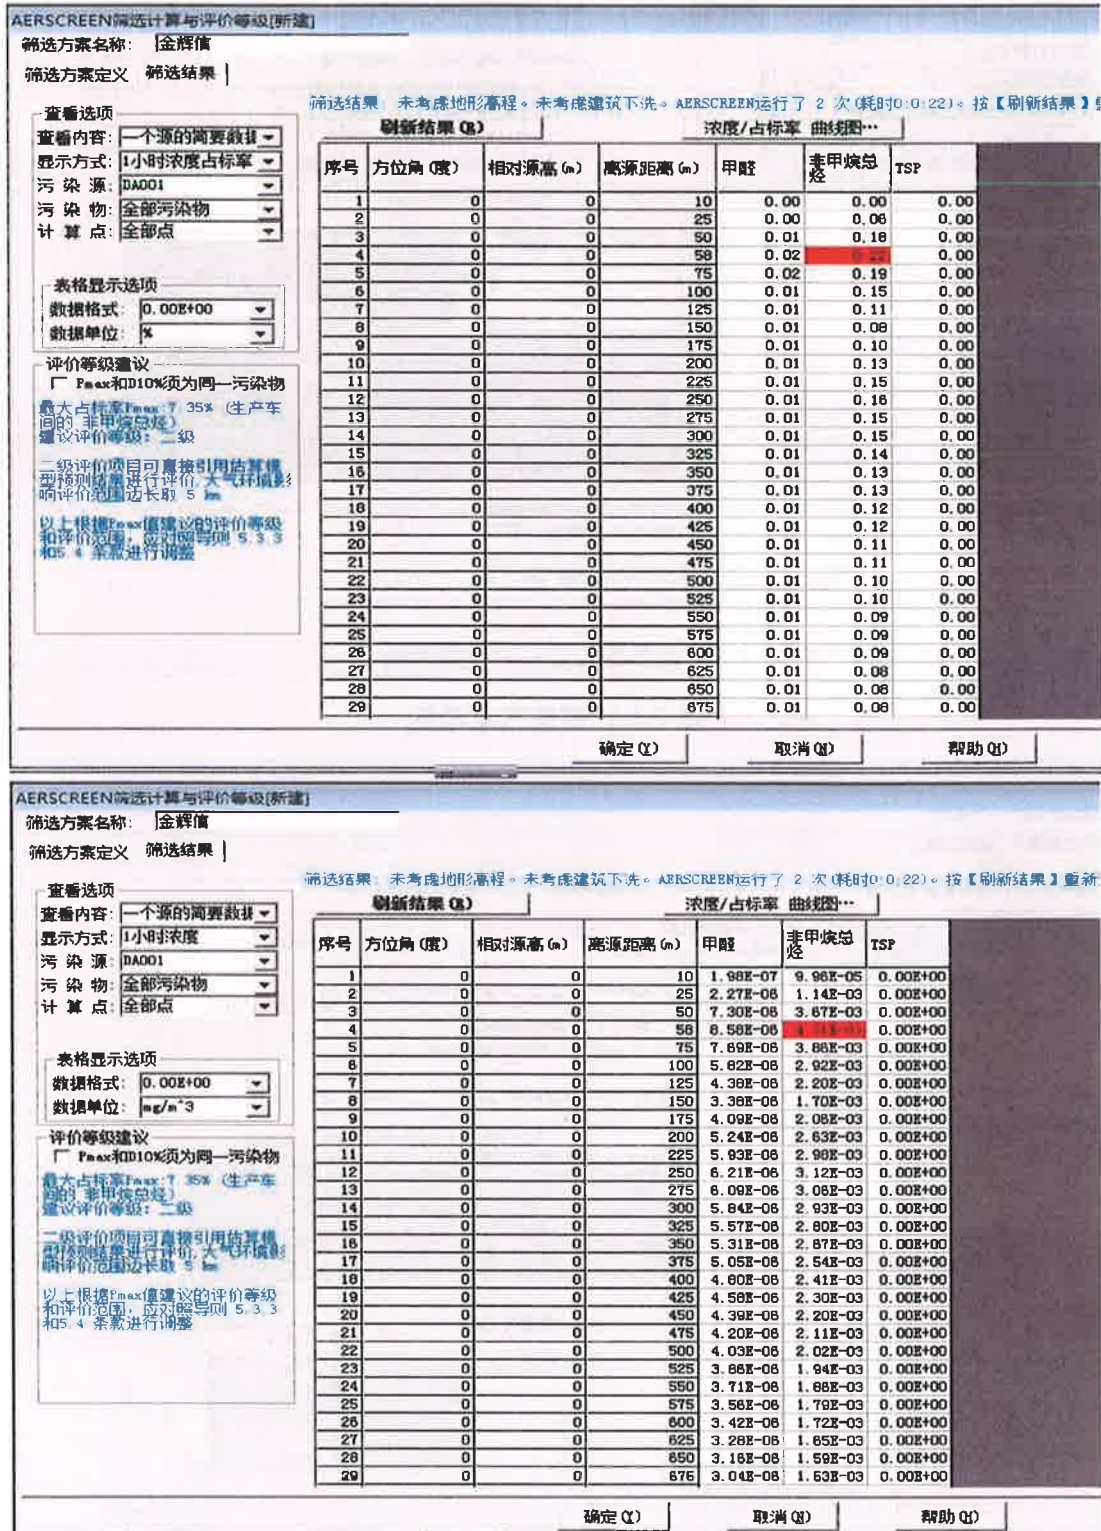 AERSCREEN筛选计算与评价等级[新建]
筛选方案名称: 金辉信
筛选方案定义 筛选结果
筛选结果: 未考虑地形高程。未考虑建筑下洗。AERSCREEN运行了 2 次(耗时0:0:22)。按【刷新结果】
查看选项
刷新结果(R) 浓度/占标率 曲线图…
查看内容: 一个源的简要数据
显示方式: 1小时浓度占标率
污 染 源: DA001
污 染 物: 全部污染物
计 算 点: 全部点
表格显示选项
数据格式: 0.00E+00
数据单位: %
评价等级建议
Pmax和D10%须为同一污染物
最大占标率Pmax:7.35% (生产车
间的 非甲烷总烃)
建议评价等级: 二级
二级评价项目可直接引用估算模
型预测结果进行评价,大气环境影
响评价范围边长取 5 km
以上根据Pmax值建议的评价等级
和评价范围, 应对照导则 5.3.3
和5.4 条款进行调整
序号 方位角(度) 相对源高(m) 离源距离(m) 甲醛 非甲烷总烃 TSP
1 0 0 10 0.00 0.00 0.00
2 0 0 25 0.00 0.06 0.00
3 0 0 50 0.01 0.18 0.00
4 0 0 58 0.02 0.00
5 0 0 75 0.02 0.19 0.00
6 0 0 100 0.01 0.15 0.00
7 0 0 125 0.01 0.11 0.00
8 0 0 150 0.01 0.08 0.00
9 0 0 175 0.01 0.10 0.00
10 0 0 200 0.01 0.13 0.00
11 0 0 225 0.01 0.15 0.00
12 0 0 250 0.01 0.16 0.00
13 0 0 275 0.01 0.15 0.00
14 0 0 300 0.01 0.15 0.00
15 0 0 325 0.01 0.14 0.00
16 0 0 350 0.01 0.13 0.00
17 0 0 375 0.01 0.13 0.00
18 0 0 400 0.01 0.12 0.00
19 0 0 425 0.01 0.12 0.00
20 0 0 450 0.01 0.11 0.00
21 0 0 475 0.01 0.11 0.00
22 0 0 500 0.01 0.10 0.00
23 0 0 525 0.01 0.10 0.00
24 0 0 550 0.01 0.09 0.00
25 0 0 575 0.01 0.09 0.00
26 0 0 600 0.01 0.09 0.00
27 0 0 625 0.01 0.08 0.00
28 0 0 650 0.01 0.08 0.00
29 0 0 675 0.01 0.08 0.00
确定(Y) 取消(N) 帮助(H)
AERSCREEN筛选计算与评价等级[新建]
筛选方案名称: 金辉信
筛选方案定义 筛选结果
筛选结果: 未考虑地形高程。未考虑建筑下洗。AERSCREEN运行了 2 次(耗时0:0:22)。按【刷新结果】重新
查看选项
刷新结果(R) 浓度/占标率 曲线图…
查看内容: 一个源的简要数据
显示方式: 1小时浓度
污 染 源: DA001
污 染 物: 全部污染物
计 算 点: 全部点
表格显示选项
数据格式: 0.00E+00
数据单位: mg/m^3
评价等级建议
Pmax和D10%须为同一污染物
最大占标率Pmax:7.35% (生产车
间的 非甲烷总烃)
建议评价等级: 二级
二级评价项目可直接引用估算模
型预测结果进行评价,大气环境影
响评价范围边长取 5 km
以上根据Pmax值建议的评价等级
和评价范围, 应对照导则 5.3.3
和5.4 条款进行调整
序号 方位角(度) 相对源高(m) 离源距离(m) 甲醛 非甲烷总烃 TSP
1 0 0 10 1.98E-07 9.96E-05 0.00E+00
2 0 0 25 2.27E-06 1.14E-03 0.00E+00
3 0 0 50 7.30E-06 3.67E-03 0.00E+00
4 0 0 58 8.58E-06 0.00E+00
5 0 0 75 7.69E-06 3.86E-03 0.00E+00
6 0 0 100 5.82E-06 2.92E-03 0.00E+00
7 0 0 125 4.38E-06 2.20E-03 0.00E+00
8 0 0 150 3.38E-06 1.70E-03 0.00E+00
9 0 0 175 4.09E-06 2.06E-03 0.00E+00
10 0 0 200 5.24E-06 2.63E-03 0.00E+00
11 0 0 225 5.93E-06 2.98E-03 0.00E+00
12 0 0 250 6.21E-06 3.12E-03 0.00E+00
13 0 0 275 6.09E-06 3.06E-03 0.00E+00
14 0 0 300 5.84E-06 2.93E-03 0.00E+00
15 0 0 325 5.57E-06 2.80E-03 0.00E+00
16 0 0 350 5.31E-06 2.67E-03 0.00E+00
17 0 0 375 5.05E-06 2.54E-03 0.00E+00
18 0 0 400 4.80E-06 2.41E-03 0.00E+00
19 0 0 425 4.58E-06 2.30E-03 0.00E+00
20 0 0 450 4.39E-06 2.20E-03 0.00E+00
21 0 0 475 4.20E-06 2.11E-03 0.00E+00
22 0 0 500 4.03E-06 2.02E-03 0.00E+00
23 0 0 525 3.86E-06 1.94E-03 0.00E+00
24 0 0 550 3.71E-06 1.86E-03 0.00E+00
25 0 0 575 3.56E-06 1.79E-03 0.00E+00
26 0 0 600 3.42E-06 1.72E-03 0.00E+00
27 0 0 625 3.28E-06 1.65E-03 0.00E+00
28 0 0 650 3.16E-06 1.59E-03 0.00E+00
29 0 0 675 3.04E-06 1.53E-03 0.00E+00
确定(Y) 取消(N) 帮助(H)